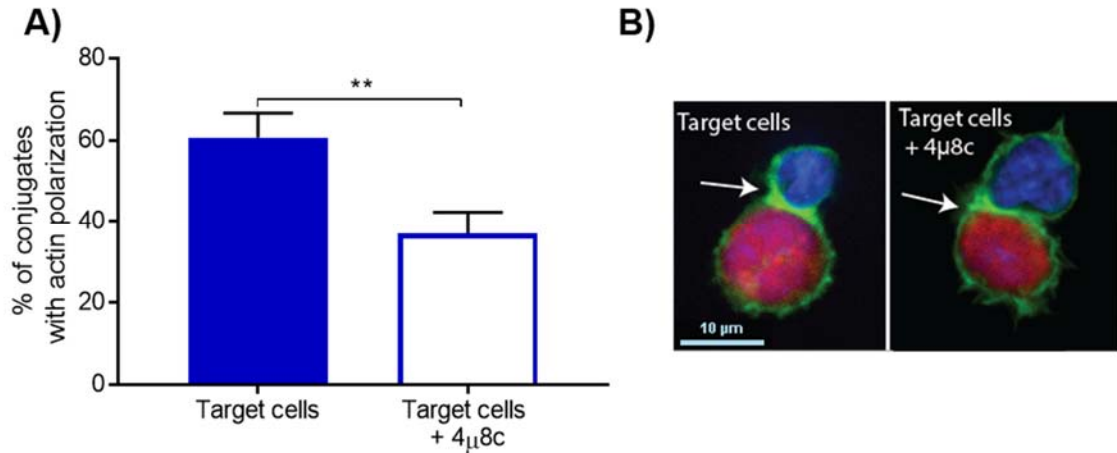 A)
80
60
40
20
0
% of conjugates
with actin polarization
**
Target cells
Target cells
+ 4µ8c
B)
Target cells
10 µm
Target cells
+ 4µ8c